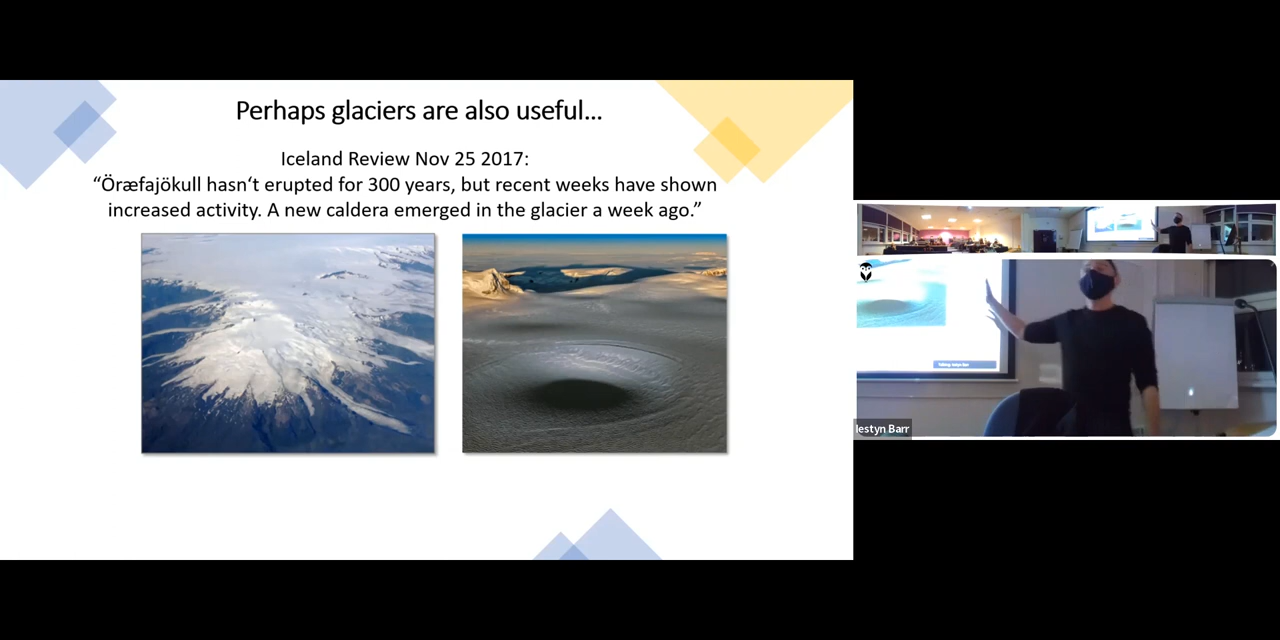 Perhaps glaciers are also useful...
Iceland Review Nov 25 2017:
“Öræfajökull hasn‘t erupted for 300 years, but recent weeks have shown
increased activity. A new caldera emerged in the glacier a week ago.”
Iestyn Barr